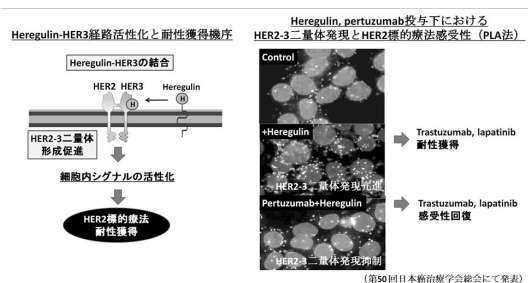 Heregulin-HER3経路活性化と耐性獲得機序
Heregulin-HER3の結合
HER2
HER3
Heregulin
H
H
HER2-3二量体
形成促進
細胞内シグナルの活性化
HER2標的療法
耐性獲得
Heregulin, pertuzumab投与下における
HER2-3二量体発現とHER2標的療法感受性（PLA法）
Control
+Heregulin
HER2-3二量体発現亢進
Trastuzumab, lapatinib
耐性獲得
Pertuzumab+Heregulin
HER2-3二量体発現抑制
Trastuzumab, lapatinib
感受性回復
（第50回日本癌治療学会総会にて発表）